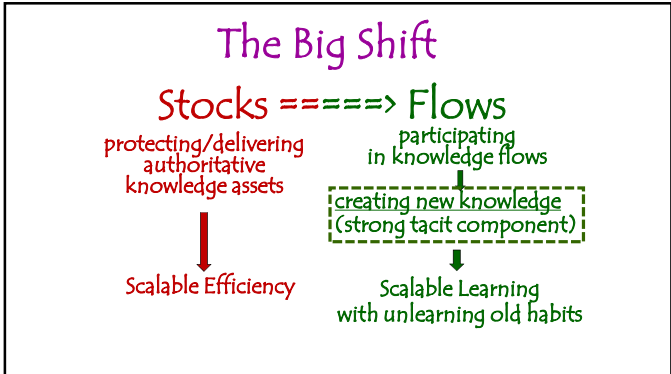 The Big Shift
Stocks =====> Flows
protecting/delivering
authoritative
knowledge assets
Scalable Efficiency
participating
in knowledge flows
creating new knowledge
(strong tacit component)
Scalable Learning
with unlearning old habits